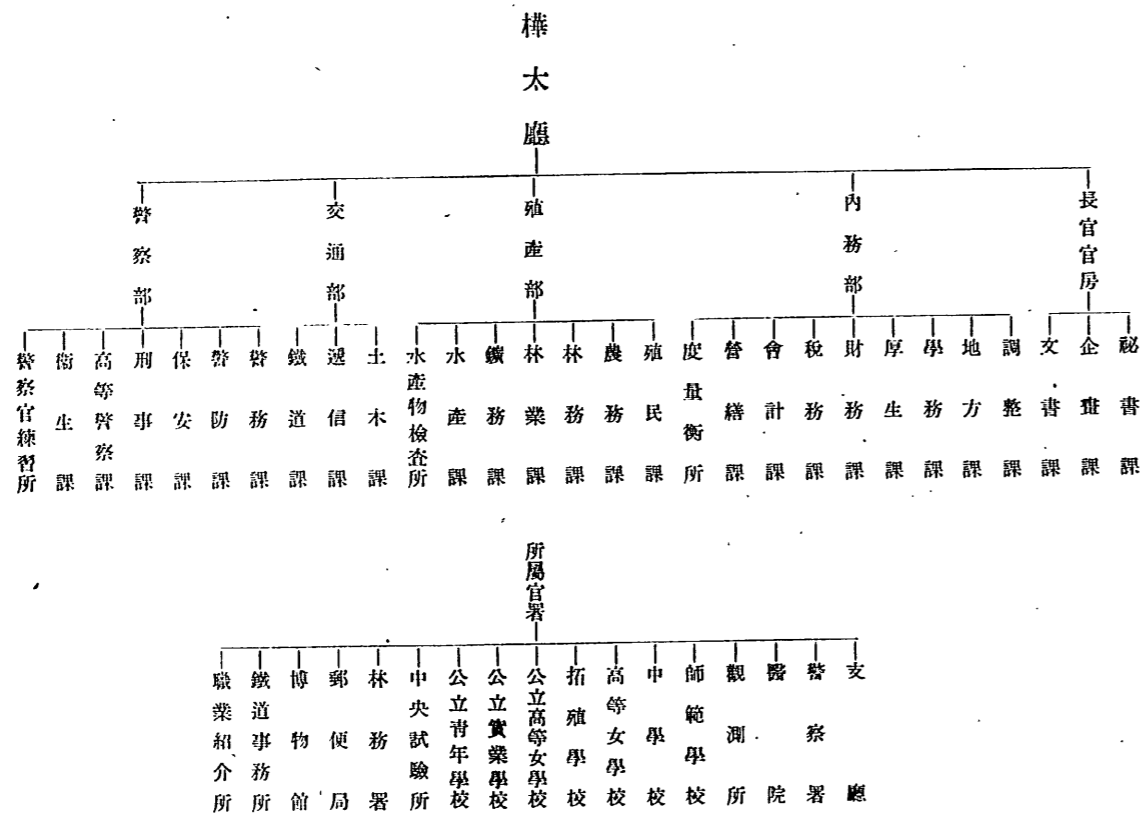 樺太廳
長官官房
祕書課
企畫課
文書課
內務部
調整課
地方課
學務課
厚生課
財務課
稅務課
會計課
營繕課
度量衡所
殖產部
殖民課
農務課
林務課
林業課
鑛務課
水產課
水產物檢查所
交通部
土木課
遞信課
鐵道課
警察部
警務課
警防課
保安課
刑事課
高等警察課
衞生課
警察官練習所
所屬官署
支廳
警察署
醫院
觀測所
師範學校
中學校
高等女學校
拓殖學校
公立高等女學校
公立實業學校
公立靑年學校
中央試驗所
林務署
郵便局
博物館
鐵道事務所
職業紹介所